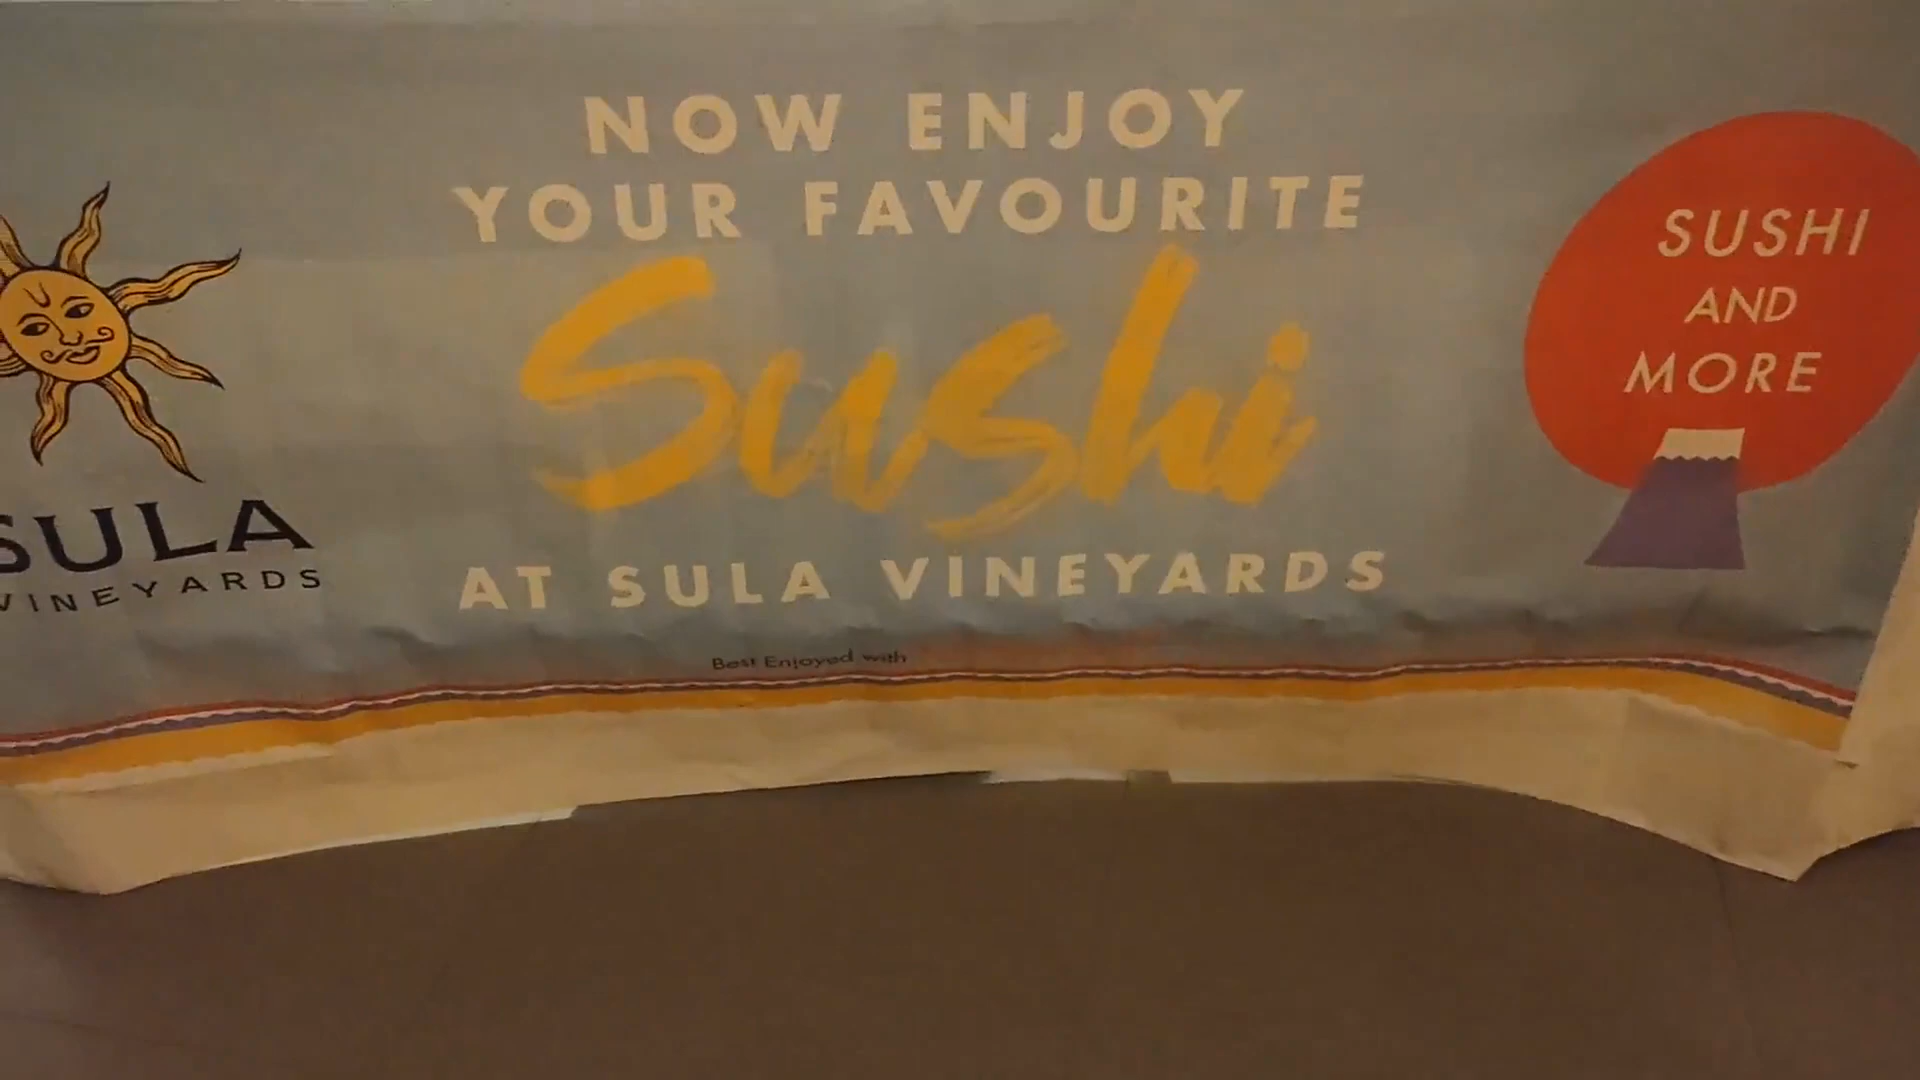 SULA
VINEYARDS
NOW ENJOY
YOUR FAVOURITE
Sushi
AT SULA VINEYARDS
Best Enjoyed with
SUSHI
AND
MORE